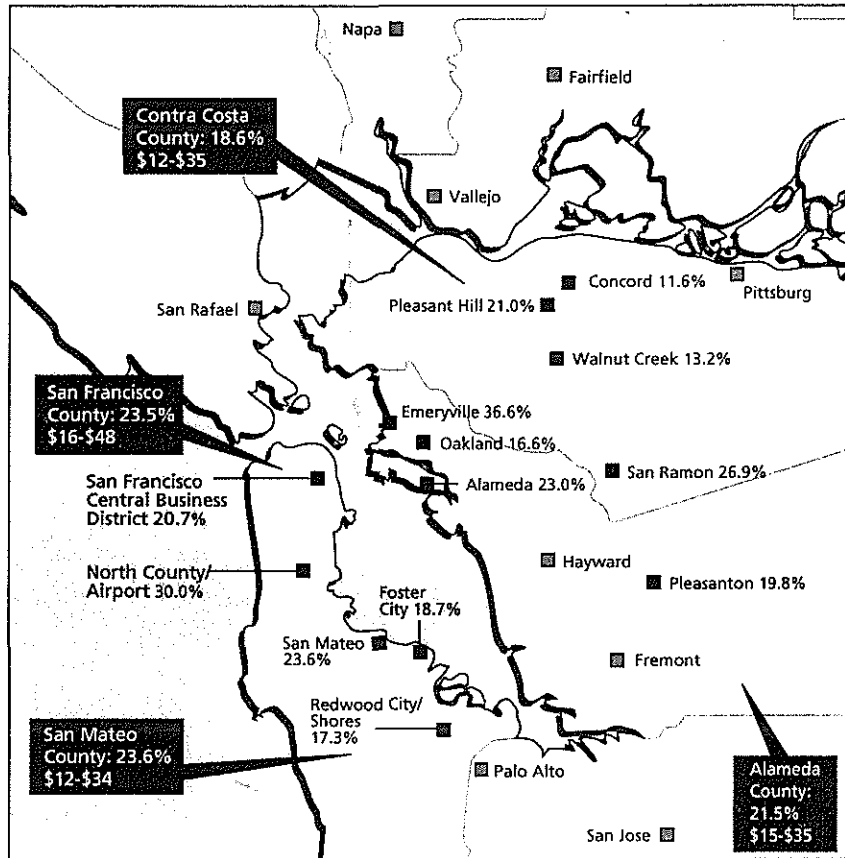 Napa
Fairfield
Contra Costa
County: 18.6%
$12-$35
Vallejo
Concord 11.6%
Pittsburg
Pleasant Hill 21.0%
San Rafael
Walnut Creek 13.2%
San Francisco
County: 23.5%
$16-$48
Emeryville 36.6%
Oakland 16.6%
San Ramon 26.9%
Alameda 23.0%
San Francisco
Central Business
District 20.7%
Hayward
North County/
Airport 30.0%
Pleasanton 19.8%
Foster
City 18.7%
San Mateo
23.6%
Fremont
Redwood City/
Shores
17.3%
San Mateo
County: 23.6%
$12-$34
Palo Alto
Alameda
County:
21.5%
$15-$35
San Jose